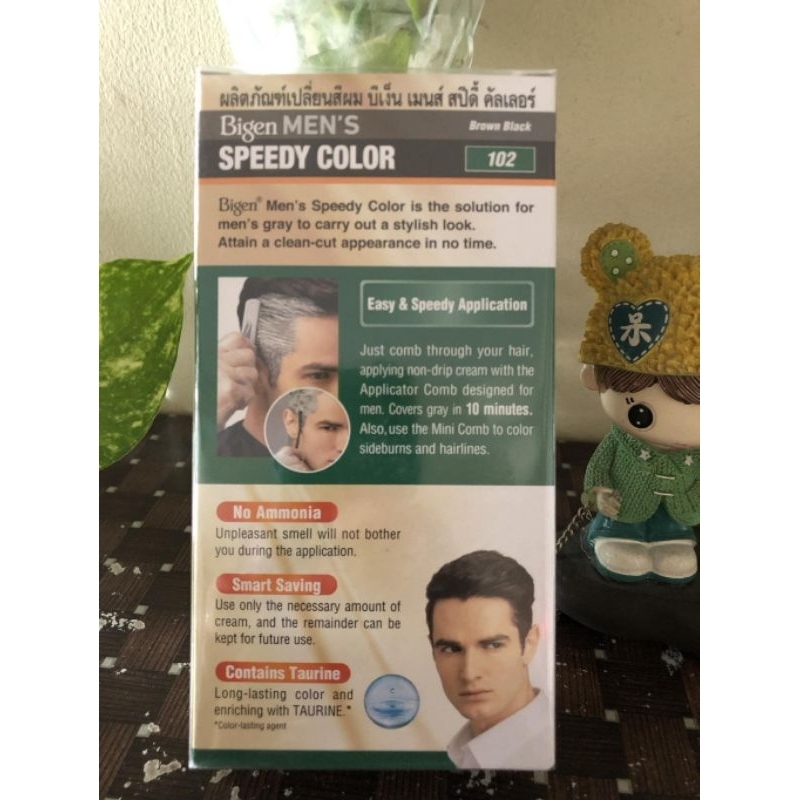 ผลิตภัณฑ์เปลี่ยนสีผม บีเง็น เมนส์ สปีดี้ คัลเลอร์
Bigen MEN'S
Brown Black
SPEEDY COLOR
102
Bigen® Men's Speedy Color is the solution for
men's gray to carry out a stylish look.
Attain a clean-cut appearance in no time.
Easy & Speedy Application
Just comb through your hair,
applying non-drip cream with the
Applicator Comb designed for
men. Covers gray in 10 minutes.
Also, use the Mini Comb to color
sideburns and hairlines.
No Ammonia
Unpleasant smell will not bother
you during the application.
Smart Saving
Use only the necessary amount of
cream, and the remainder can be
kept for future use.
Contains Taurine
Long-lasting color and
enriching with TAURINE.*
*Color-lasting agent
呆